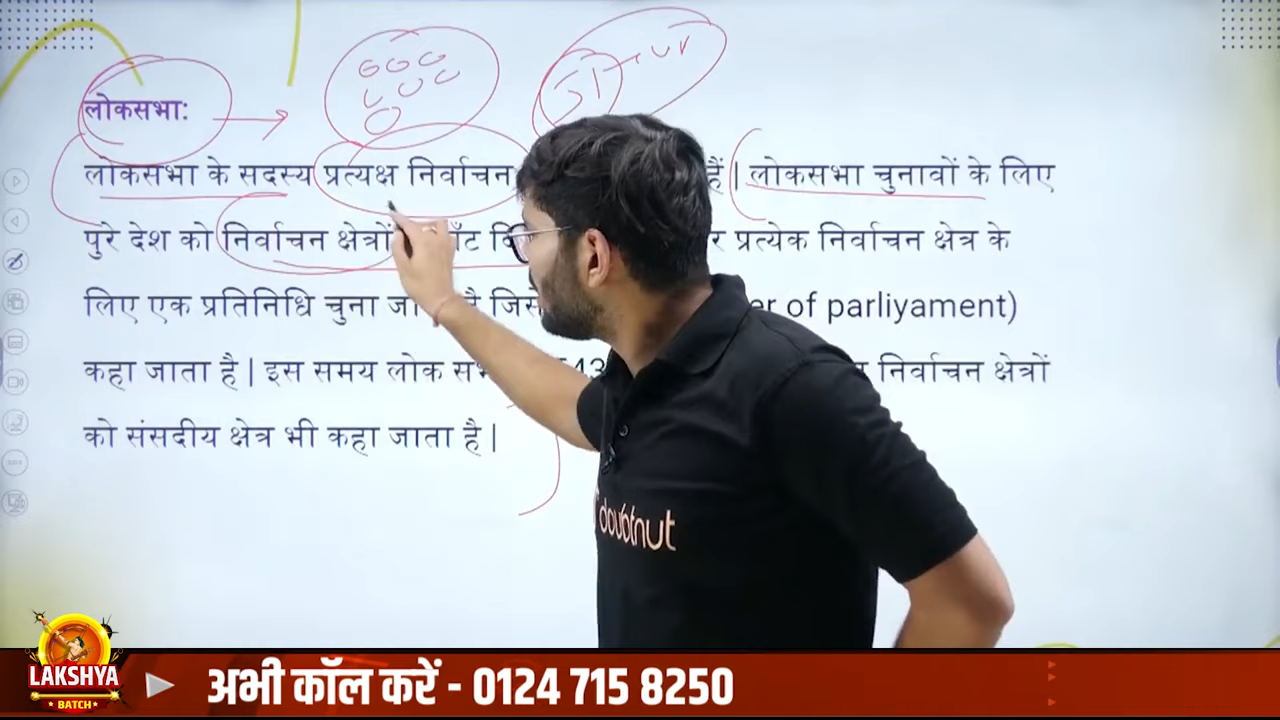 लोकसभा:
लोकसभा के सदस्य प्रत्यक्ष निर्वाचन हैं | लोकसभा चुनावों के लिए
पुरे देश को निर्वाचन क्षेत्रों प्रत्येक निर्वाचन क्षेत्र के
लिए एक प्रतिनिधि चुना of parliyament)
कहा जाता है | इस समय लोक 543 निर्वाचन क्षेत्रों
को संसदीय क्षेत्र भी कहा जाता है |
doubtnut
LAKSHYA
BATCH
अभी कॉल करें - 0124 715 8250